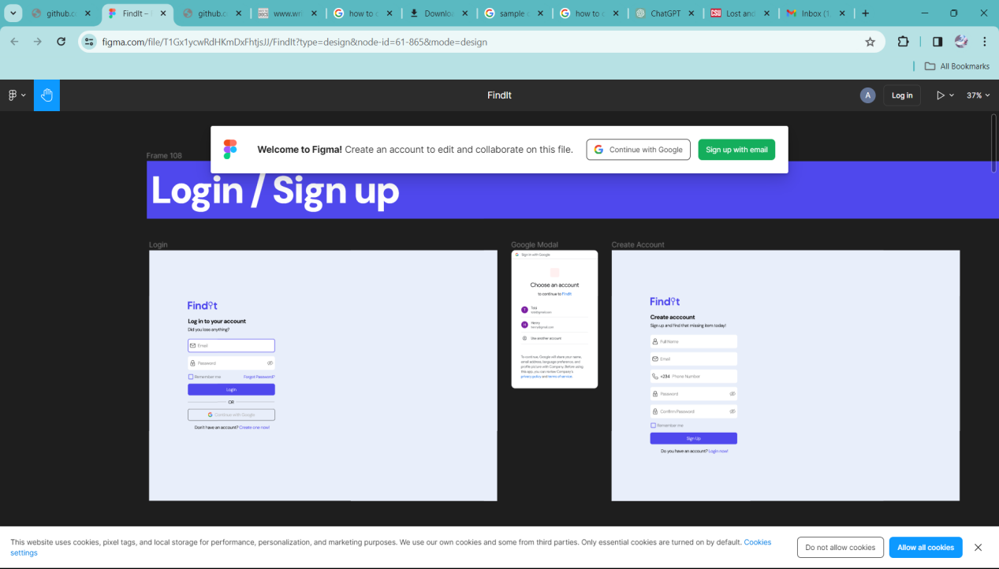 github.c
FindIt –
github.c
www.wri
how to c
Downloa
sample
how to c
ChatGPT
CSU Lost and
Inbox (1
figma.com/file/T1Gx1ycwRdHKmDxFhtjsJJ/FindIt?type=design&node-id=61-865&mode=design
All Bookmarks
FindIt
A
Log in
37%
Welcome to Figma! Create an account to edit and collaborate on this file.
Continue with Google
Sign up with email
Frame 108
Login / Sign up
Login
Google Modal
Create Account
FindIt
Log in to your account
Did you lose anything?
Email
Password
Remember me
Forgot Password?
Login
OR
Continue with Google
Don't have an account? Create one now!
Sign in with Google
Choose an account
to continue to FindIt
Henry
Use another account
To continue, Google will share your name,
email address, language preference, and
profile picture with Company. Before using
this app, you can review Company's
privacy policy and terms of service.
FindIt
Create acccount
Sign up and find that missing item today!
Full Name
Email
+234 Phone Number
Password
Confirm Password
Remember me
Sign Up
Do you have an account? Login now!
This website uses cookies, pixel tags, and local storage for performance, personalization, and marketing purposes. We use our own cookies and some from third parties. Only essential cookies are turned on by default. Cookies
settings
Do not allow cookies
Allow all cookies